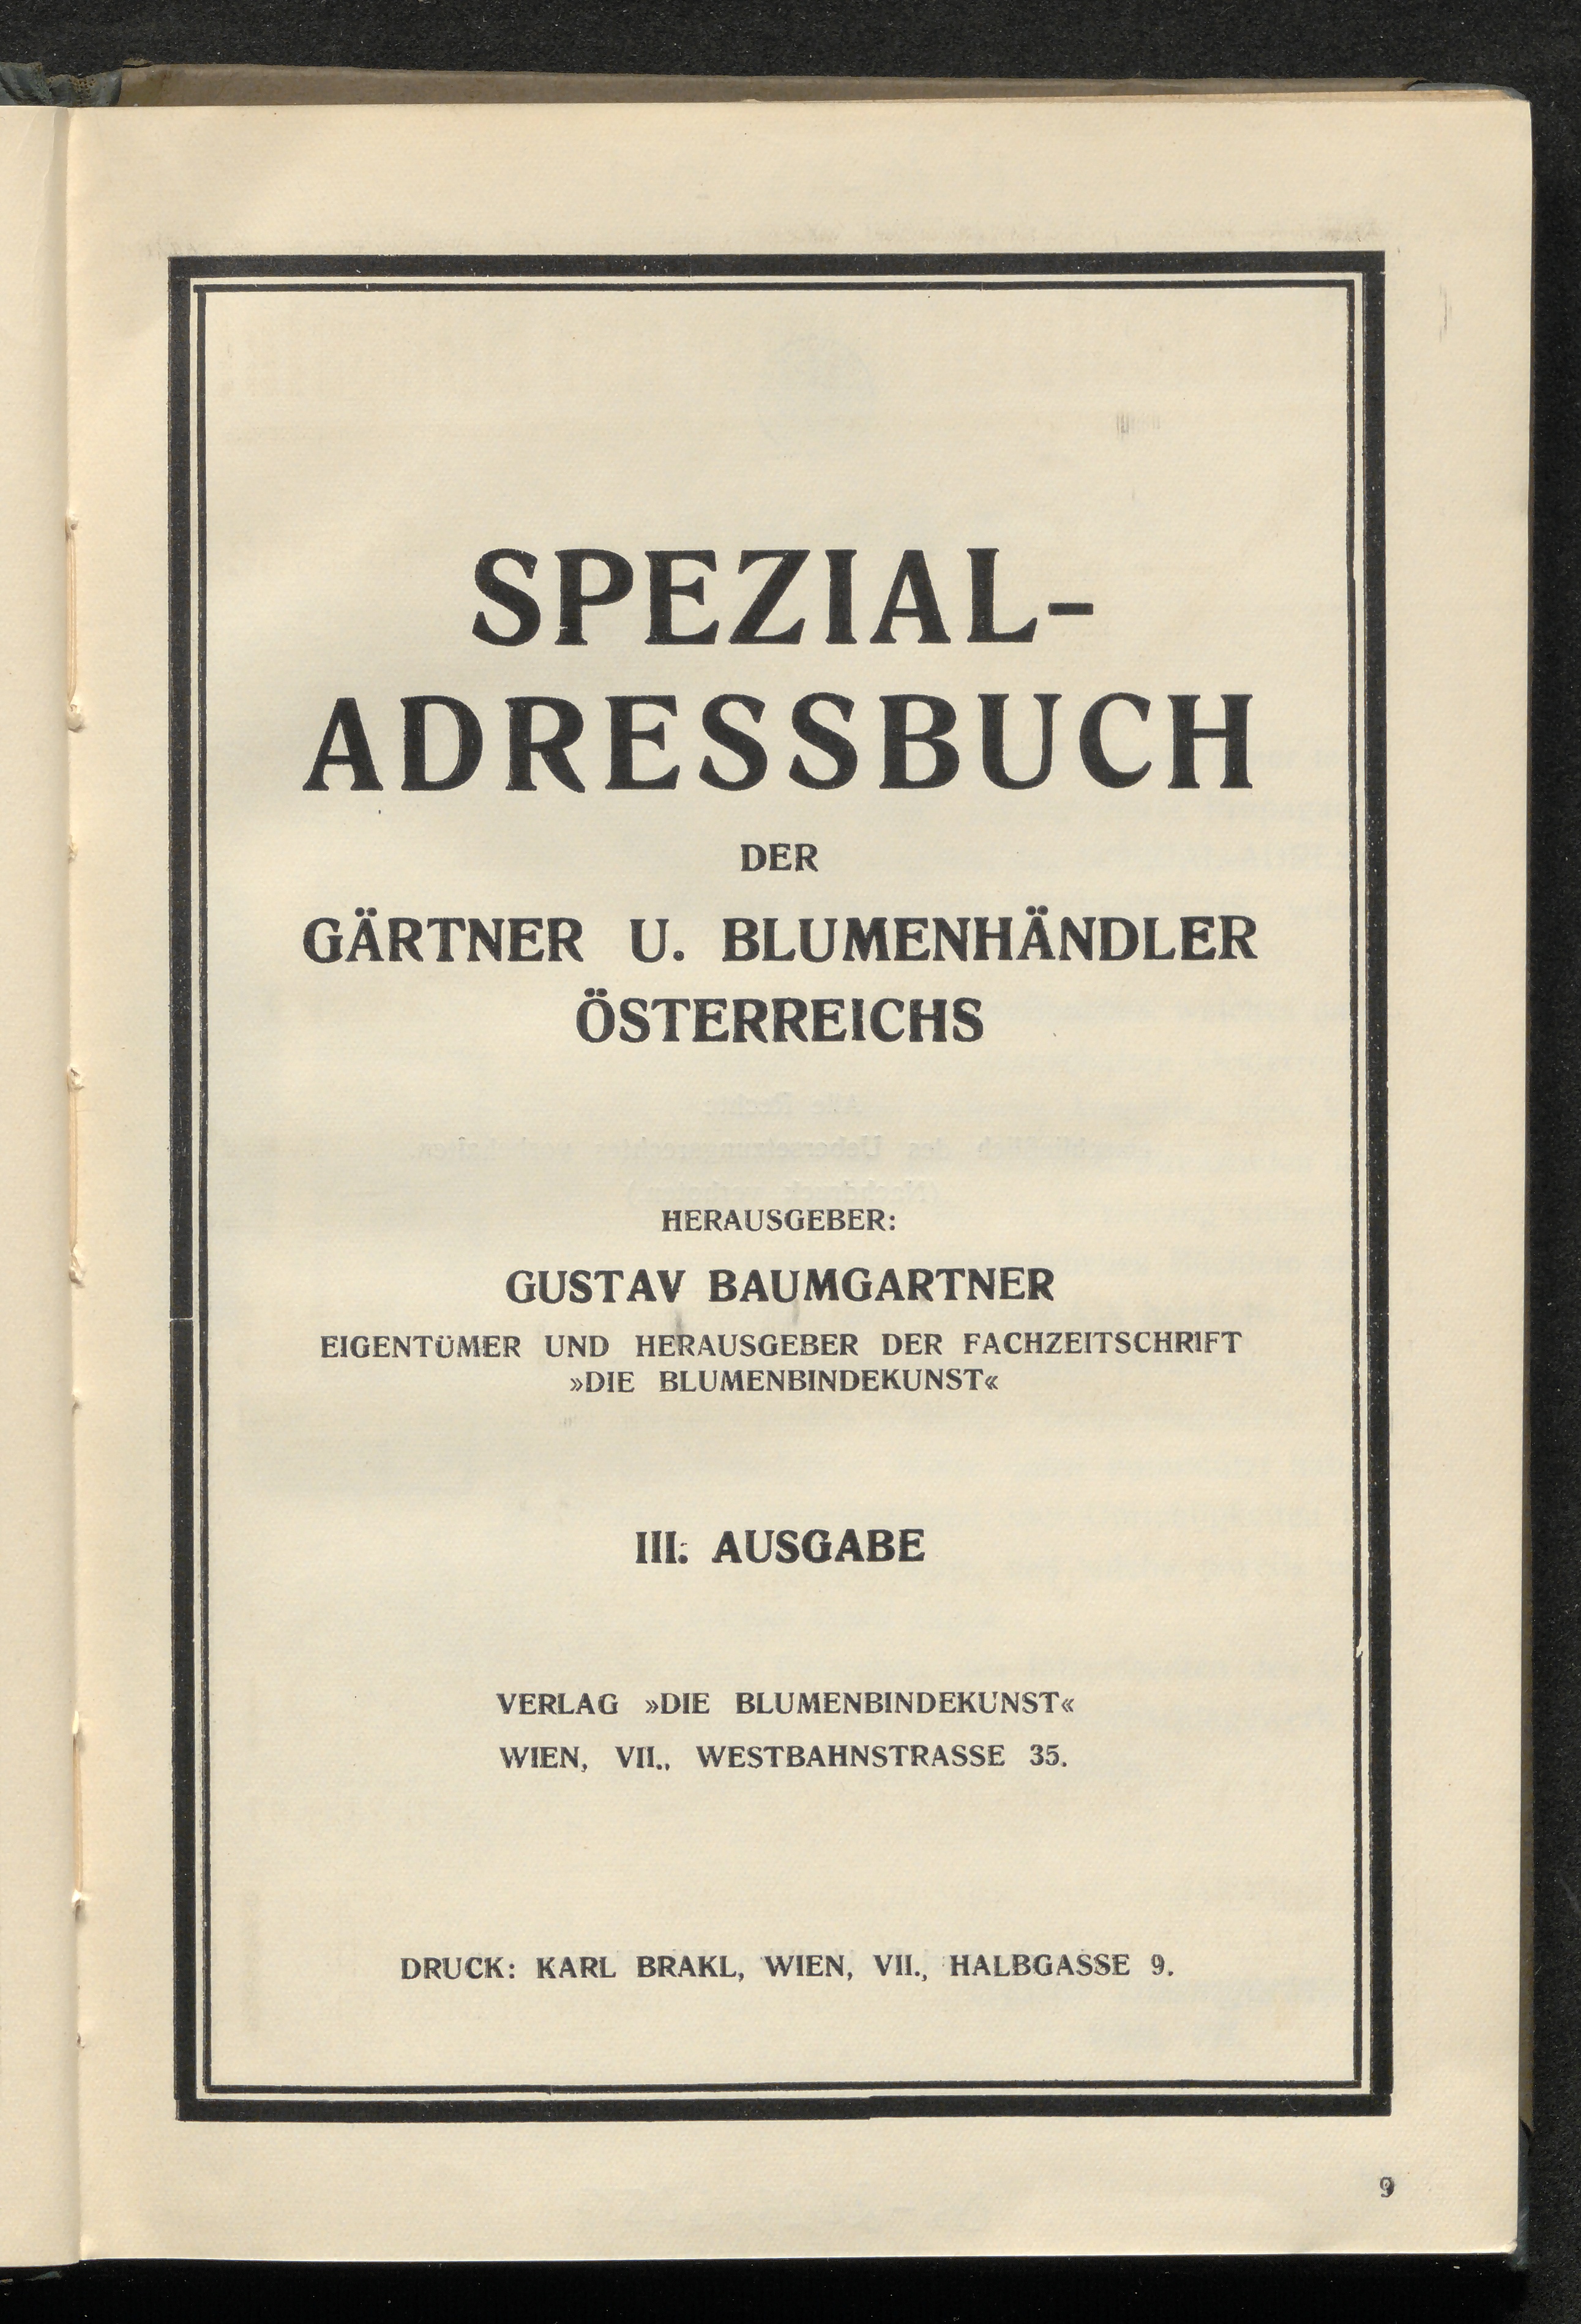 SPEZIAL-
ADRESSBUCH
DER
GÄRTNER U. BLUMENHÄNDLER
ÖSTERREICHS
HERAUSGEBER:
GUSTAV BAUMGARTNER
EIGENTÜMER UND HERAUSGEBER DER FACHZEITSCHRIFT
»DIE BLUMENBINDEKUNST«
III. AUSGABE
VERLAG »DIE BLUMENBINDEKUNST«
WIEN, VII., WESTBAHNSTRASSE 35.
DRUCK: KARL BRAKL, WIEN, VII., HALBGASSE 9.
9